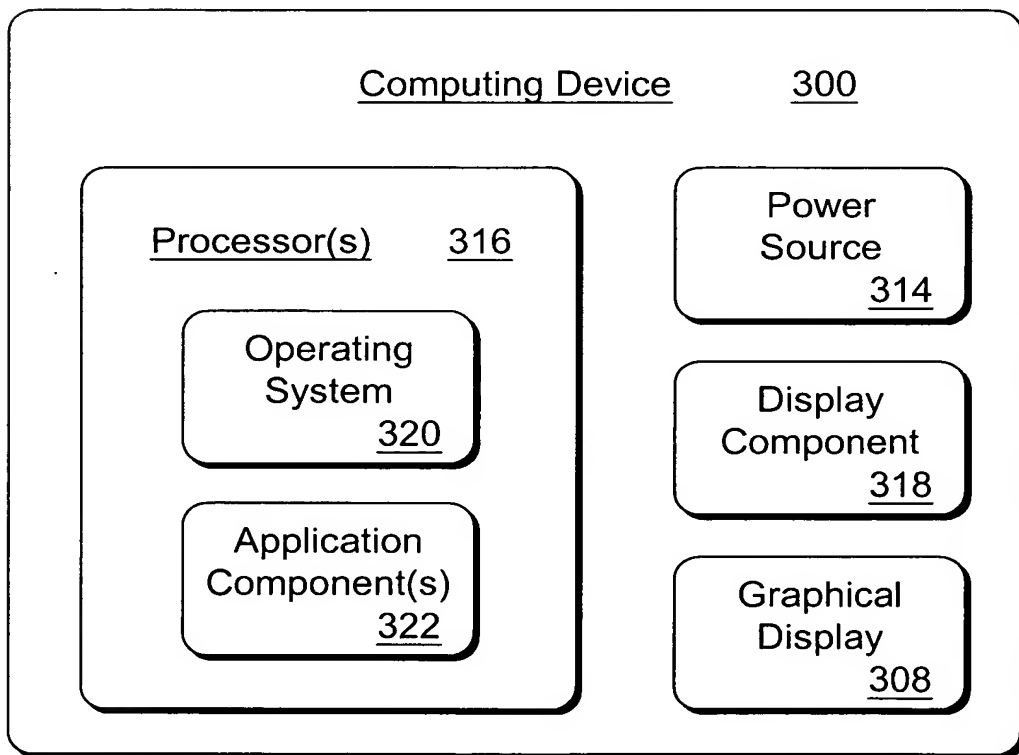 Computing Device 300
Processor(s) 316
Operating
System
320
Application
Component(s)
322
Power
Source
314
Display
Component
318
Graphical
Display
308